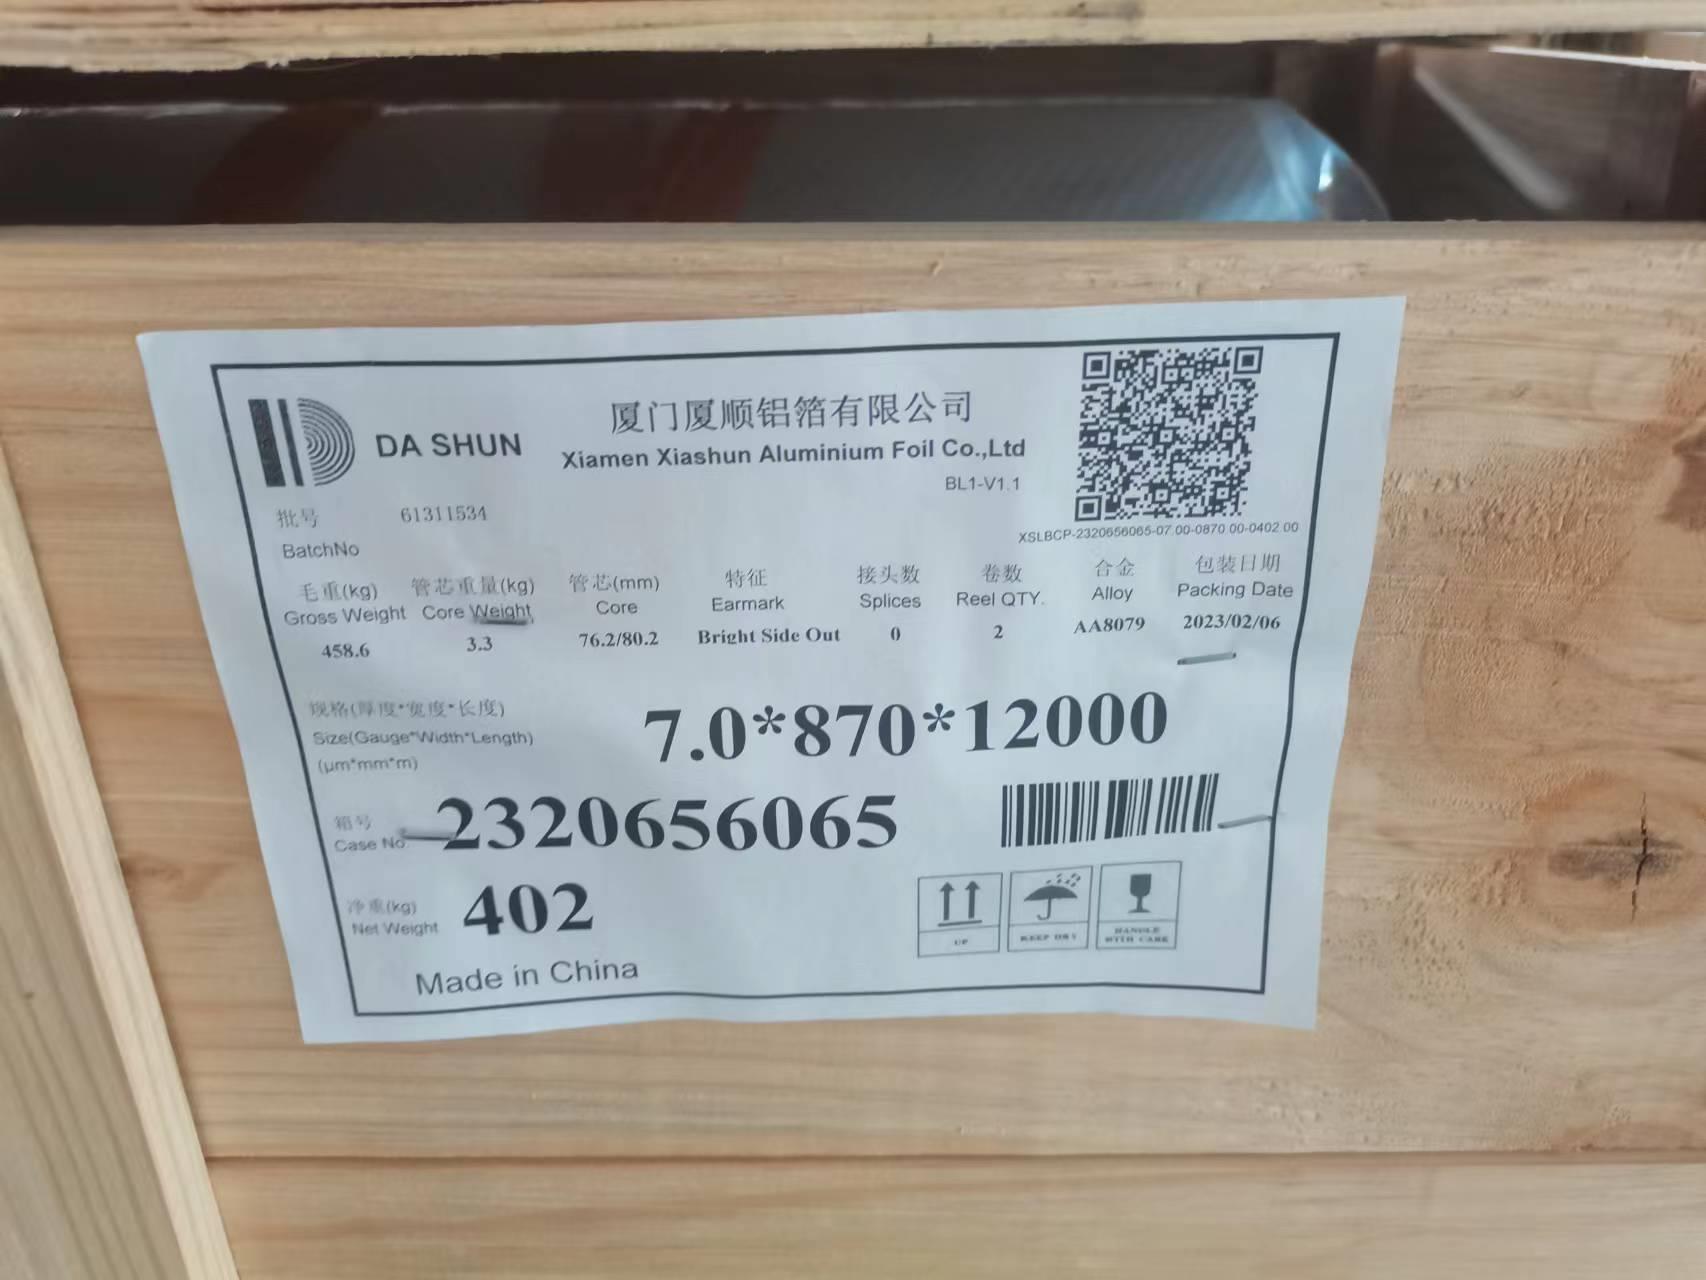 DA SHUN
厦门厦顺铝箔有限公司
Xiamen Xiashun Aluminium Foil Co.,Ltd
BL1-V1.1
XSLBCP-2320656065-07.00-0870.00-0402.00
批号 61311534
BatchNo
毛重(kg) 管芯重量(kg) 管芯(mm) 特征 接头数 卷数 合金 包装日期
Gross Weight Core Weight Core Earmark Splices Reel QTY. Alloy Packing Date
458.6 3.3 76.2/80.2 Bright Side Out 0 2 AA8079 2023/02/06
规格(厚度*宽度*长度)
Size(Gauge*Width*Length)
(μm*mm*m)
7.0*870*12000
箱号
Case No. 2320656065
净重(kg)
Net Weight 402
UP KEEP DRY HANDLE
WITH CARE
Made in China